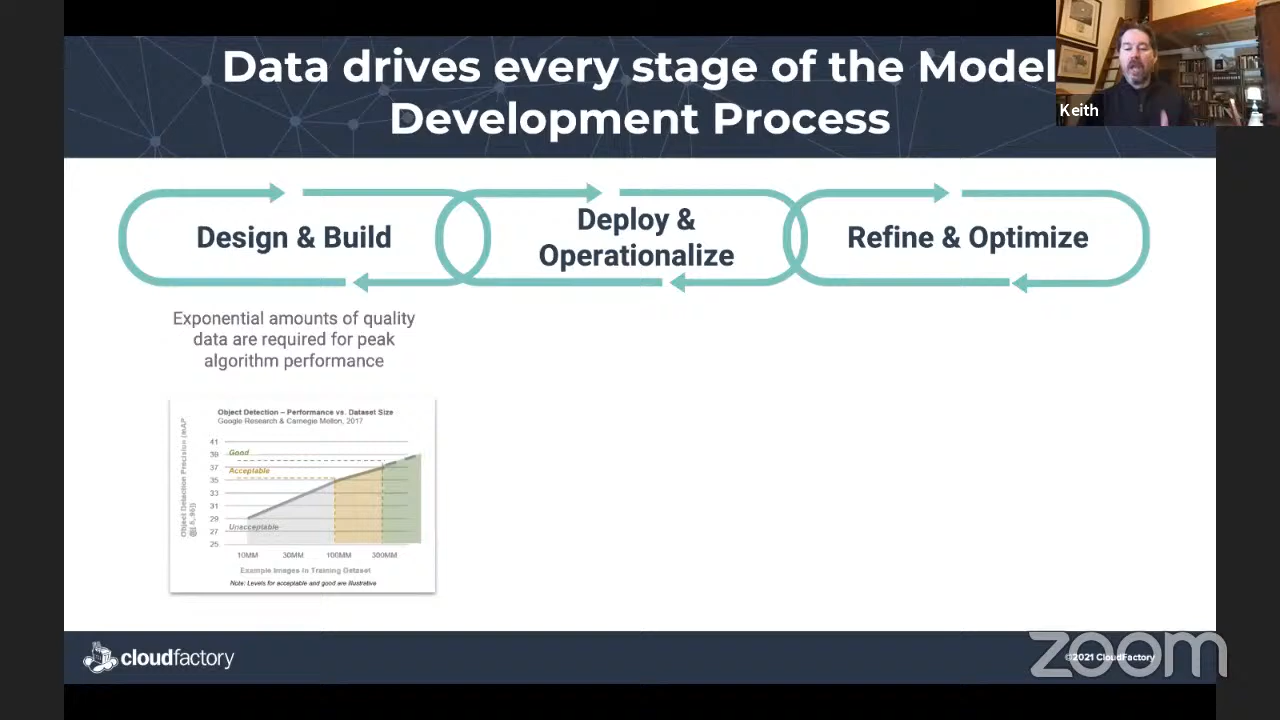 Data drives every stage of the Model
Development Process
Keith
Design & Build
Deploy &
Operationalize
Refine & Optimize
Exponential amounts of quality
data are required for peak
algorithm performance
Object Detection – Performance vs. Dataset Size
Google Research & Carnegie Mellon, 2017
Object Detection Precision
41
39
37
35
33
31
29
27
25
Good
Acceptable
Unacceptable
10MM 30MM 100MM 300MM
Example Images in Training Dataset
Note: Levels for acceptable and good are illustrative
cloudfactory
©2021 CloudFactory
zoom